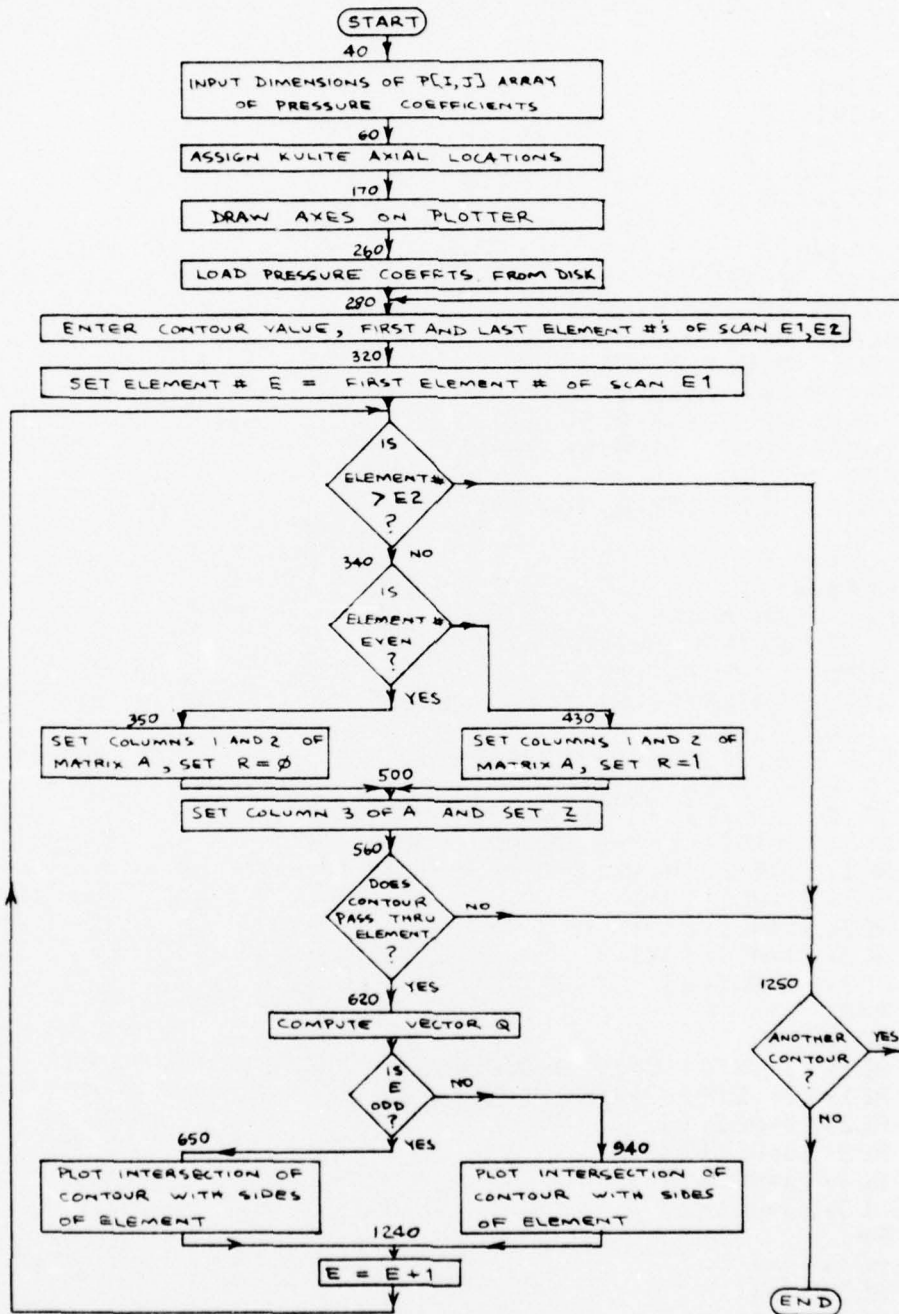 START
40
INPUT DIMENSIONS OF P[I,J] ARRAY
OF PRESSURE COEFFICIENTS
60
ASSIGN KULITE AXIAL LOCATIONS
170
DRAW AXES ON PLOTTER
260
LOAD PRESSURE COEFFTS. FROM DISK
280
ENTER CONTOUR VALUE, FIRST AND LAST ELEMENT #'S OF SCAN E1,E2
320
SET ELEMENT # E = FIRST ELEMENT # OF SCAN E1
IS
ELEMENT #
> E2
?
340
NO
IS
ELEMENT #
EVEN
?
YES
350
430
SET COLUMNS 1 AND 2 OF
MATRIX A, SET R=Ø
SET COLUMNS 1 AND 2 OF
MATRIX A, SET R=1
500
SET COLUMN 3 OF A AND SET Z
560
DOES
CONTOUR
PASS THRU
ELEMENT
?
NO
YES
620
1250
COMPUTE VECTOR Q
ANOTHER
CONTOUR
?
YES
NO
IS
E
ODD
?
NO
YES
650
940
PLOT INTERSECTION OF
CONTOUR WITH SIDES
OF ELEMENT
PLOT INTERSECTION OF
CONTOUR WITH SIDES
OF ELEMENT
1240
E = E+1
END